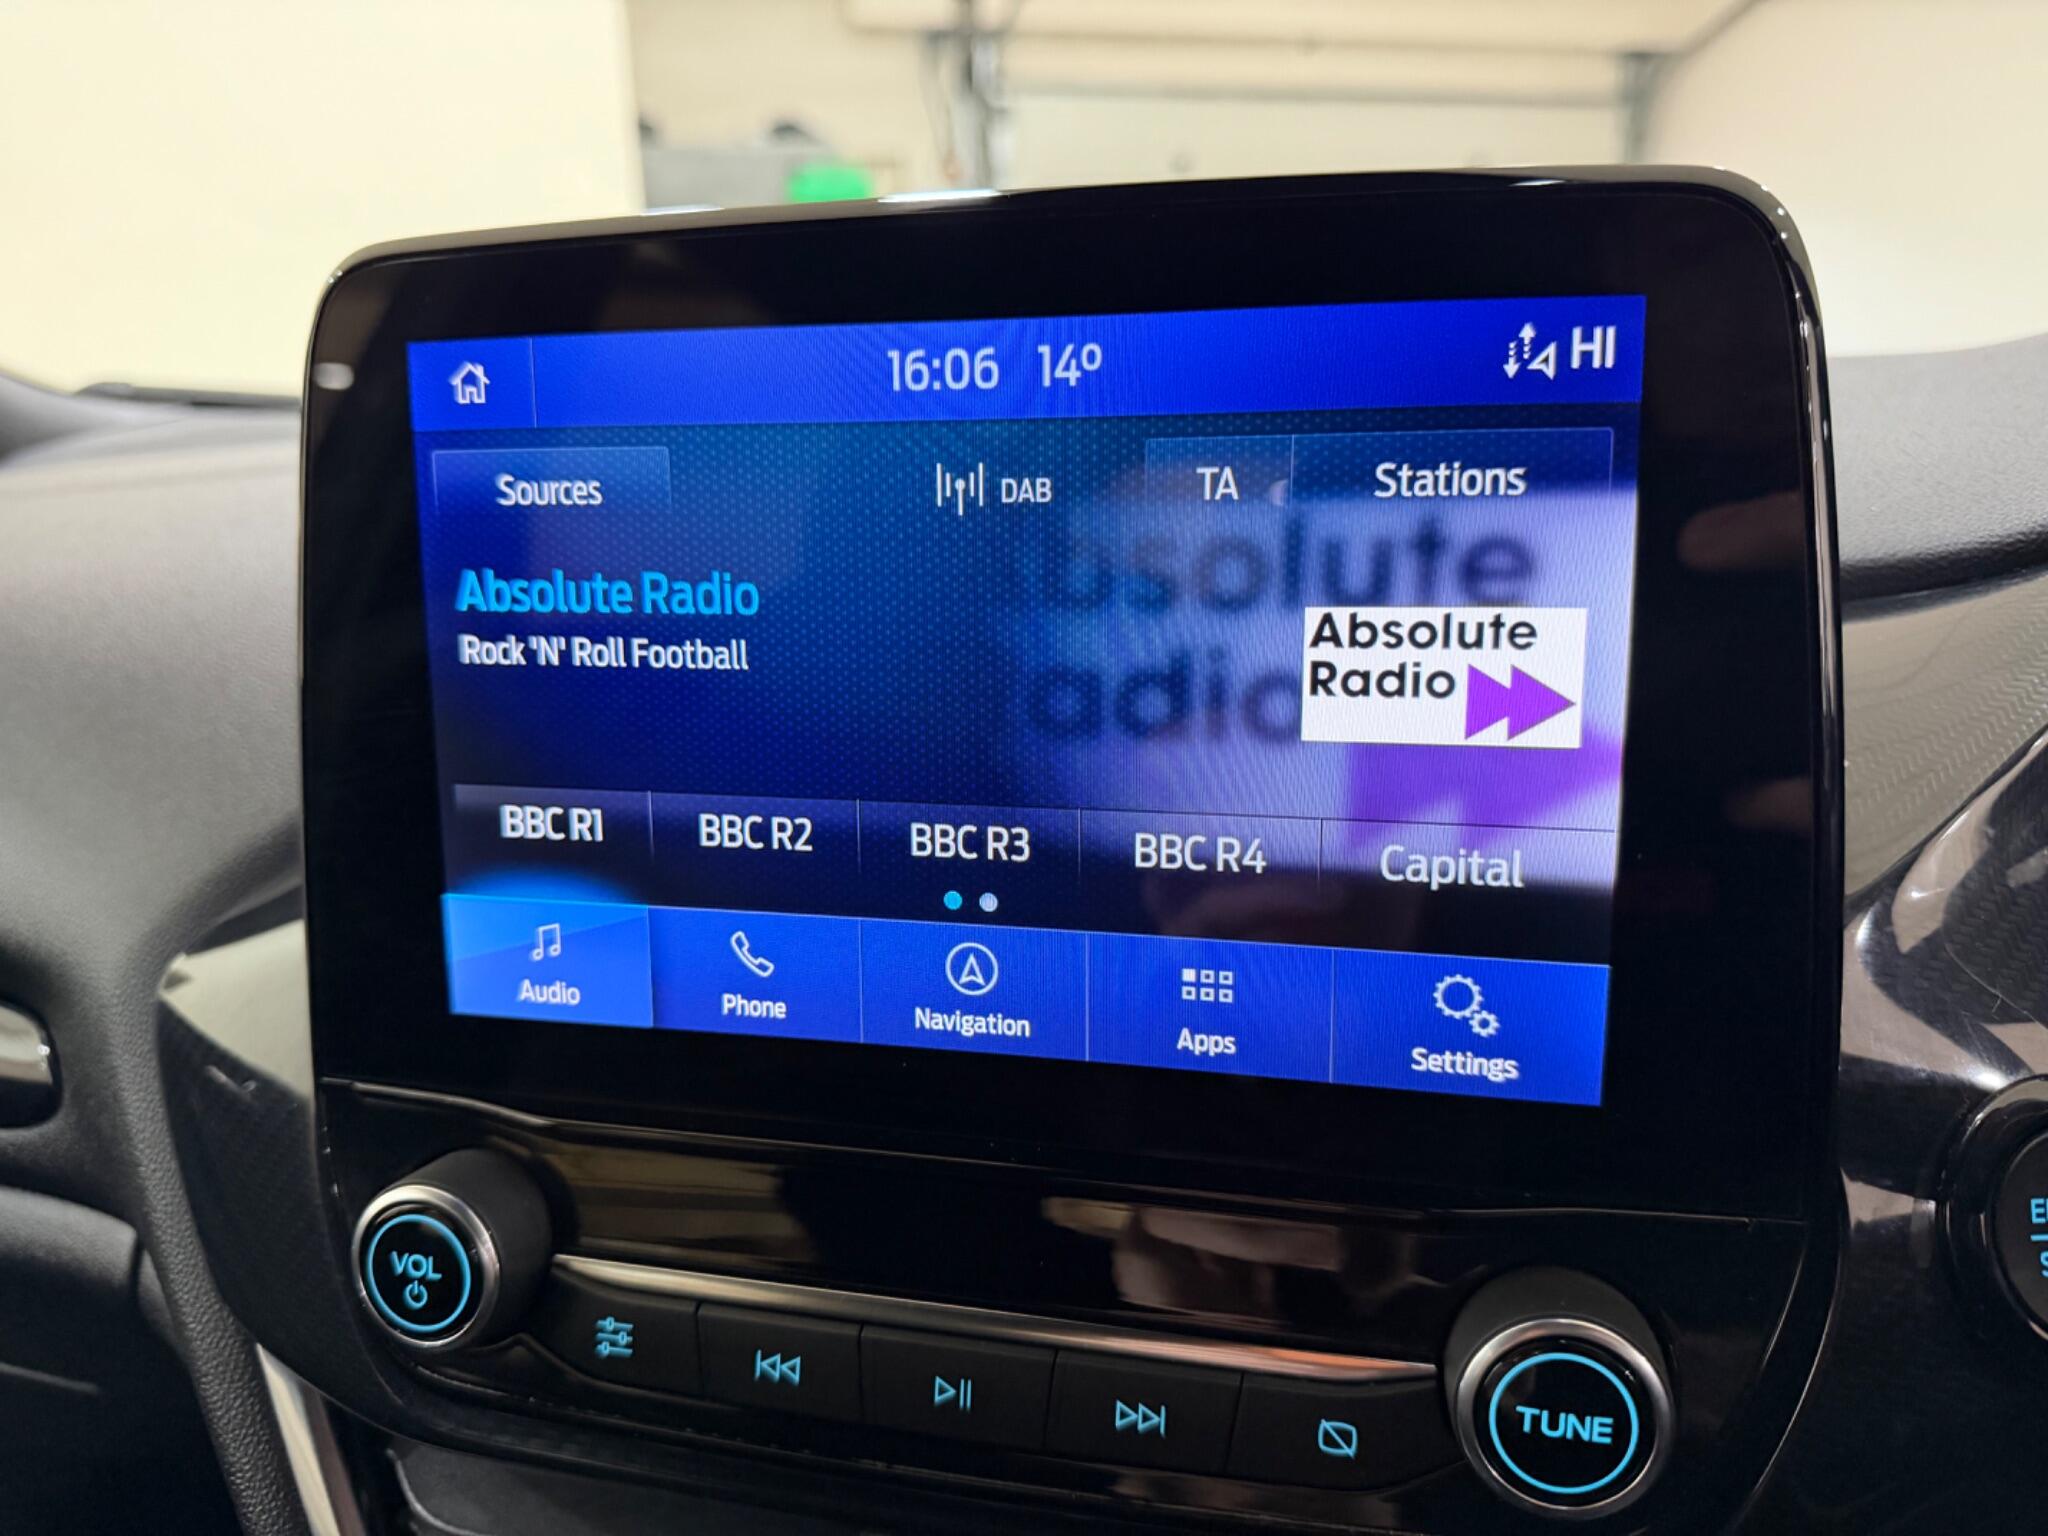 16:06 14º
HI
Sources
DAB
TA
Stations
Absolute Radio
Rock 'N' Roll Football
Absolute
Radio
BBC R1
BBC R2
BBC R3
BBC R4
Capital
Audio
Phone
Navigation
Apps
Settings
VOL
TUNE